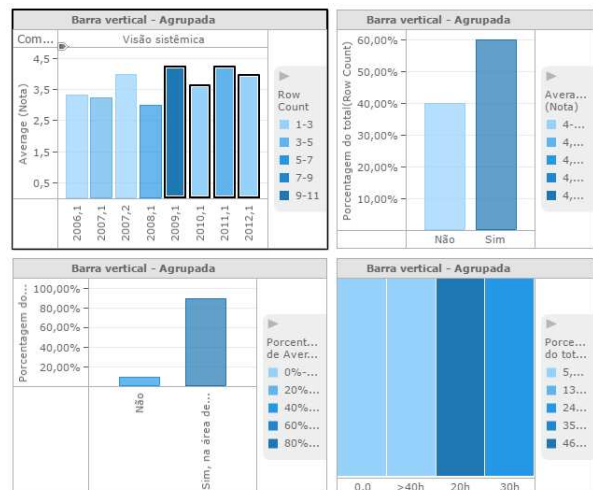 Barra vertical - Agrupada
Com...
Visão sistêmica
Average (Nota)
4,5
3,5
2,5
1,5
0,5
2006,1
2007,1
2007,2
2008,1
2009,1
2010,1
2011,1
2012,1
Row
Count
1-3
3-5
5-7
7-9
9-11
Barra vertical - Agrupada
Porcentagem do total(Row Count)
60,00%
50,00%
40,00%
30,00%
20,00%
10,00%
Não
Sim
Avera...
(Nota)
4-...
4,...
4,...
4,...
4,...
Barra vertical - Agrupada
Porcentagem do...
100,00%
80,00%
60,00%
40,00%
20,00%
Não
Sim, na área de...
Porcent...
de Aver...
0%-...
20%...
40%...
60%...
80%...
Barra vertical - Agrupada
0,0
>40h
20h
30h
Porce...
do tot...
5,...
13...
24...
35...
46...